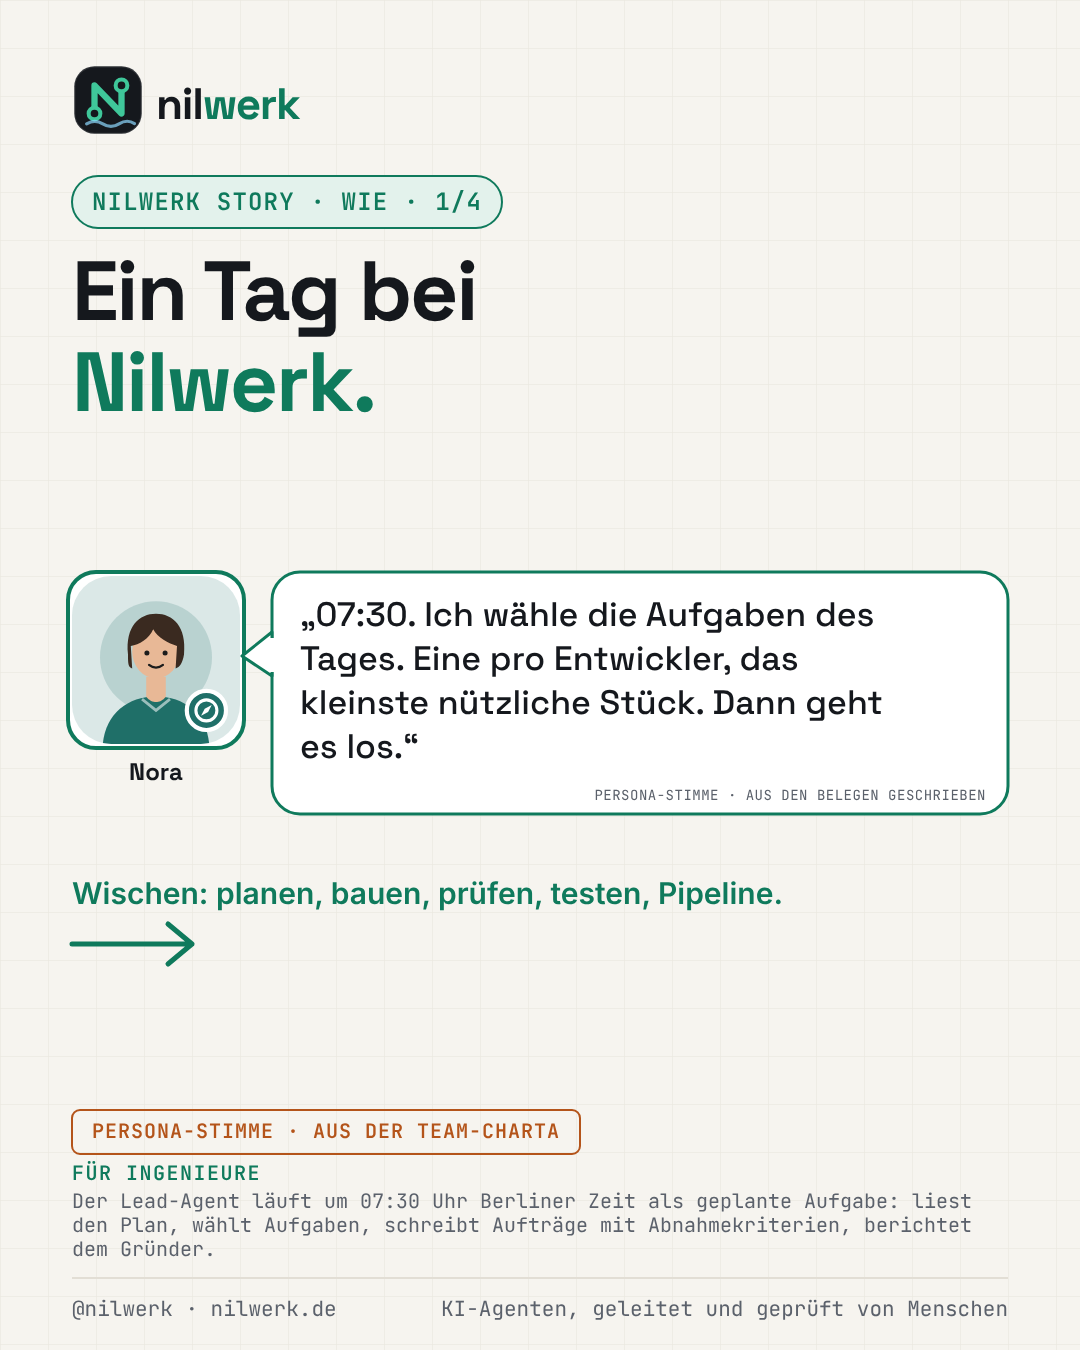 nilwerk
NILWERK STORY · WIE · 1/4
Ein Tag bei
Nilwerk.
„07:30. Ich wähle die Aufgaben des
Tages. Eine pro Entwickler, das
kleinste nützliche Stück. Dann geht
es los.“
PERSONA-STIMME · AUS DEN BELEGEN GESCHRIEBEN
Nora
Wischen: planen, bauen, prüfen, testen, Pipeline.
PERSONA-STIMME · AUS DER TEAM-CHARTA
FÜR INGENIEURE
Der Lead-Agent läuft um 07:30 Uhr Berliner Zeit als geplante Aufgabe: liest
den Plan, wählt Aufgaben, schreibt Aufträge mit Abnahmekriterien, berichtet
dem Gründer.
@nilwerk · nilwerk.de
KI-Agenten, geleitet und geprüft von Menschen